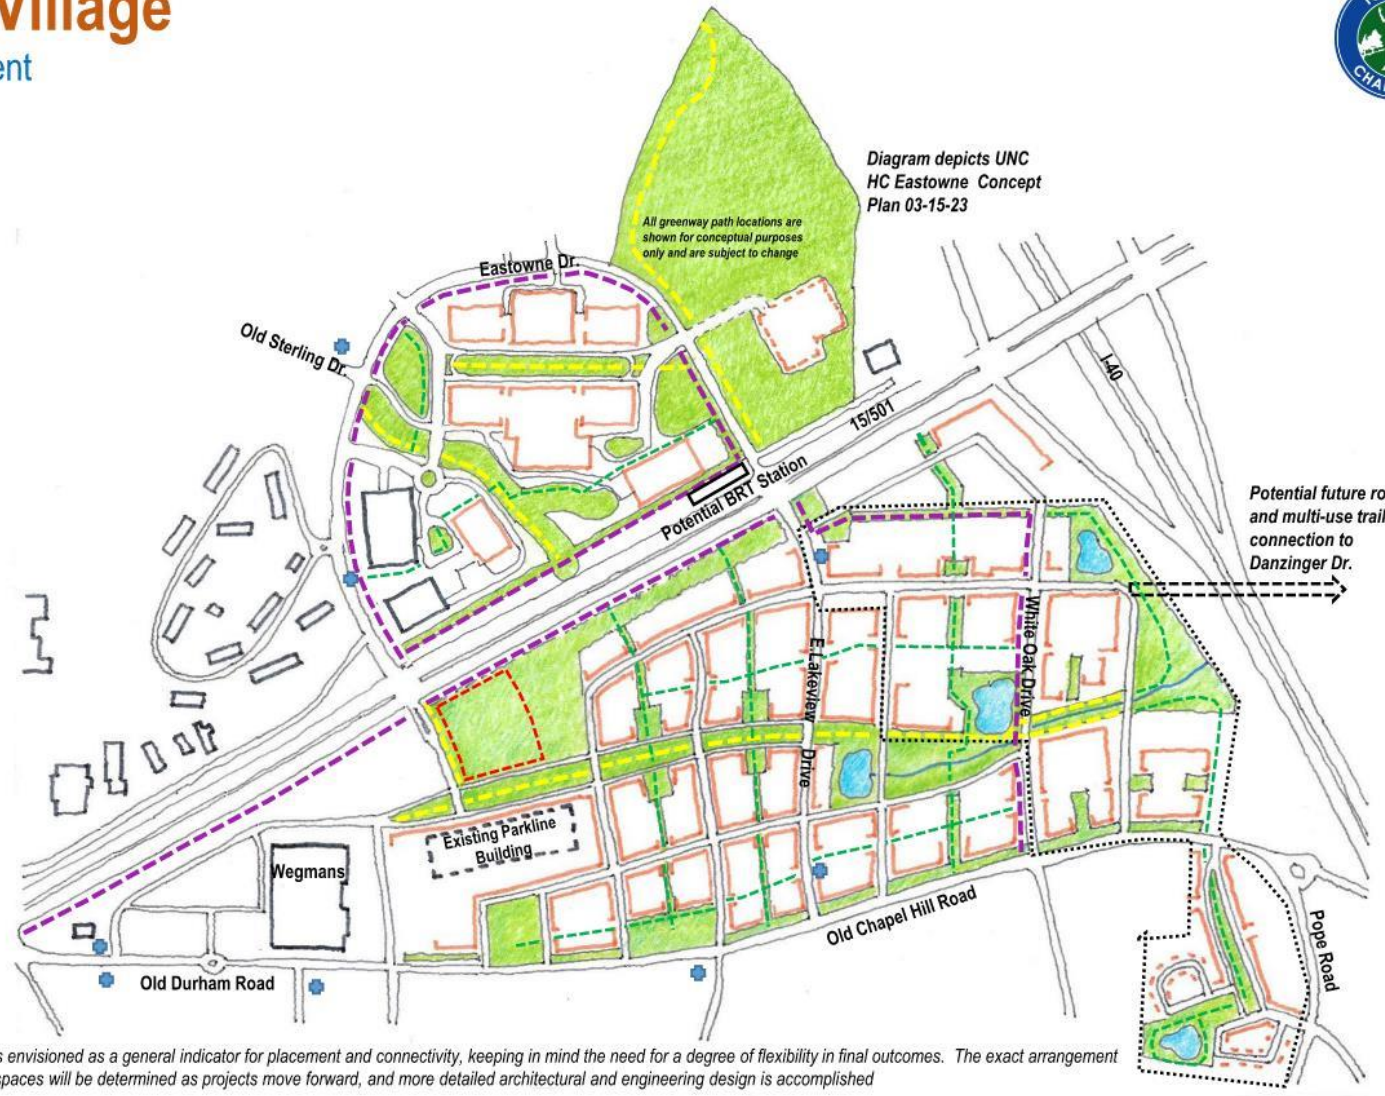 Village
ent
CHA
Diagram depicts UNC
HC Eastowne Concept
Plan 03-15-23
All greenway path locations are
shown for conceptual purposes
only and are subject to change
Eastowne Dr.
Old Sterling Dr.
I-40
15/501
Potential BRT Station
Potential future ro
and multi-use trail
connection to
Danzinger Dr.
White Oak Drive
E.Lakeview Drive
Existing Parkline
Building
Wegmans
Old Chapel Hill Road
Pope Road
Old Durham Road
s envisioned as a general indicator for placement and connectivity, keeping in mind the need for a degree of flexibility in final outcomes. The exact arrangement
spaces will be determined as projects move forward, and more detailed architectural and engineering design is accomplished